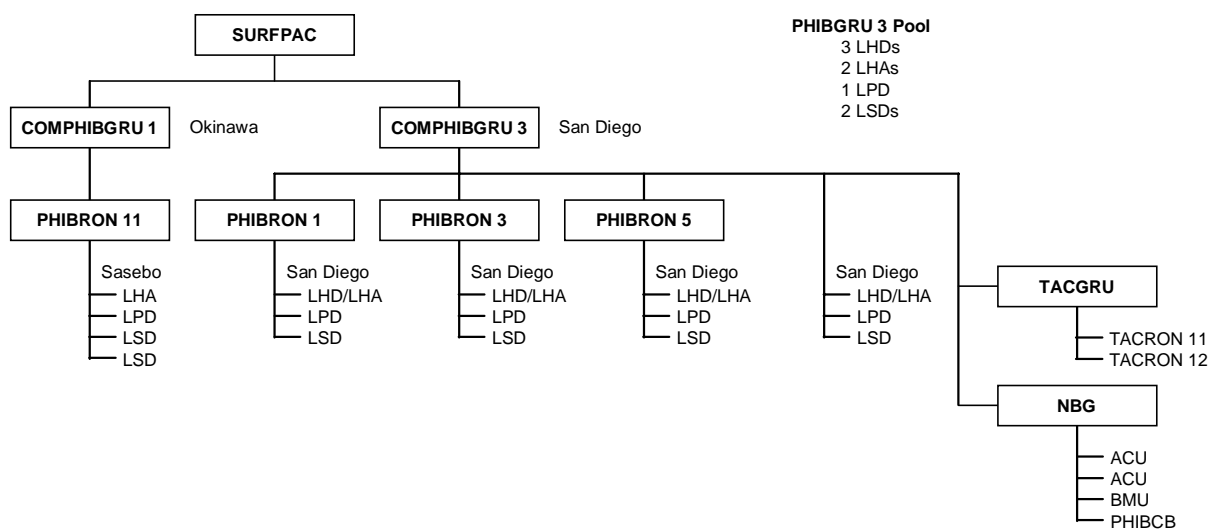 SURFPAC
PHIBGRU 3 Pool
3 LHDs
2 LHAs
1 LPD
2 LSDs
COMPHIBGRU 1
Okinawa
COMPHIBGRU 3
San Diego
PHIBRON 11
PHIBRON 1
PHIBRON 3
PHIBRON 5
Sasebo
LHA
LPD
LSD
LSD
San Diego
LHD/LHA
LPD
LSD
San Diego
LHD/LHA
LPD
LSD
San Diego
LHD/LHA
LPD
LSD
San Diego
LHD/LHA
LPD
LSD
TACGRU
TACRON 11
TACRON 12
NBG
ACU
ACU
BMU
PHIBCB